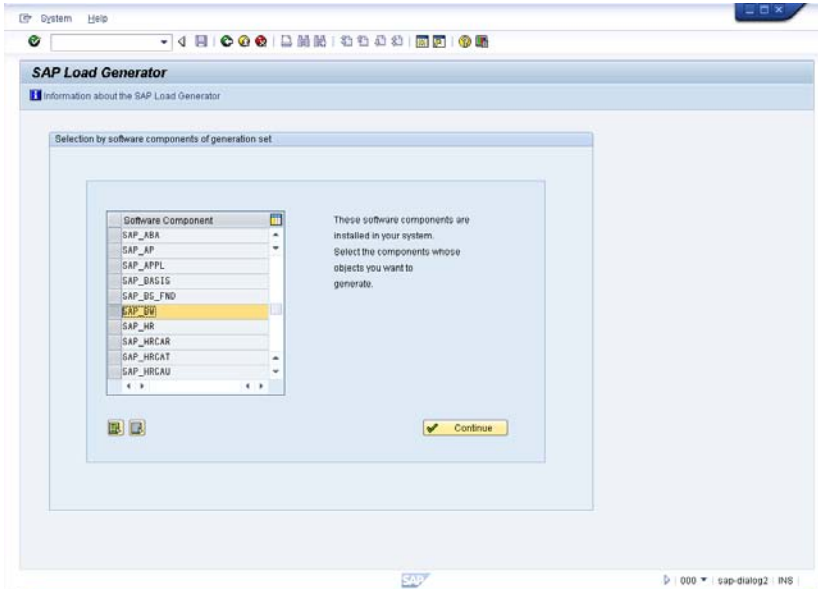 System Help
SAP Load Generator
Information about the SAP Load Generator
Selection by software components of generation set
Software Component
SAP_ABA
SAP_AP
SAP_APPL
SAP_BASIS
SAP_BS_FND
SAP_BW
SAP_HR
SAP_HRCAR
SAP_HRCAT
SAP_HRCAU
These software components are
installed in your system.
Select the components whose
objects you want to
generate.
Continue
SAP
000 sap-dialog2 INS